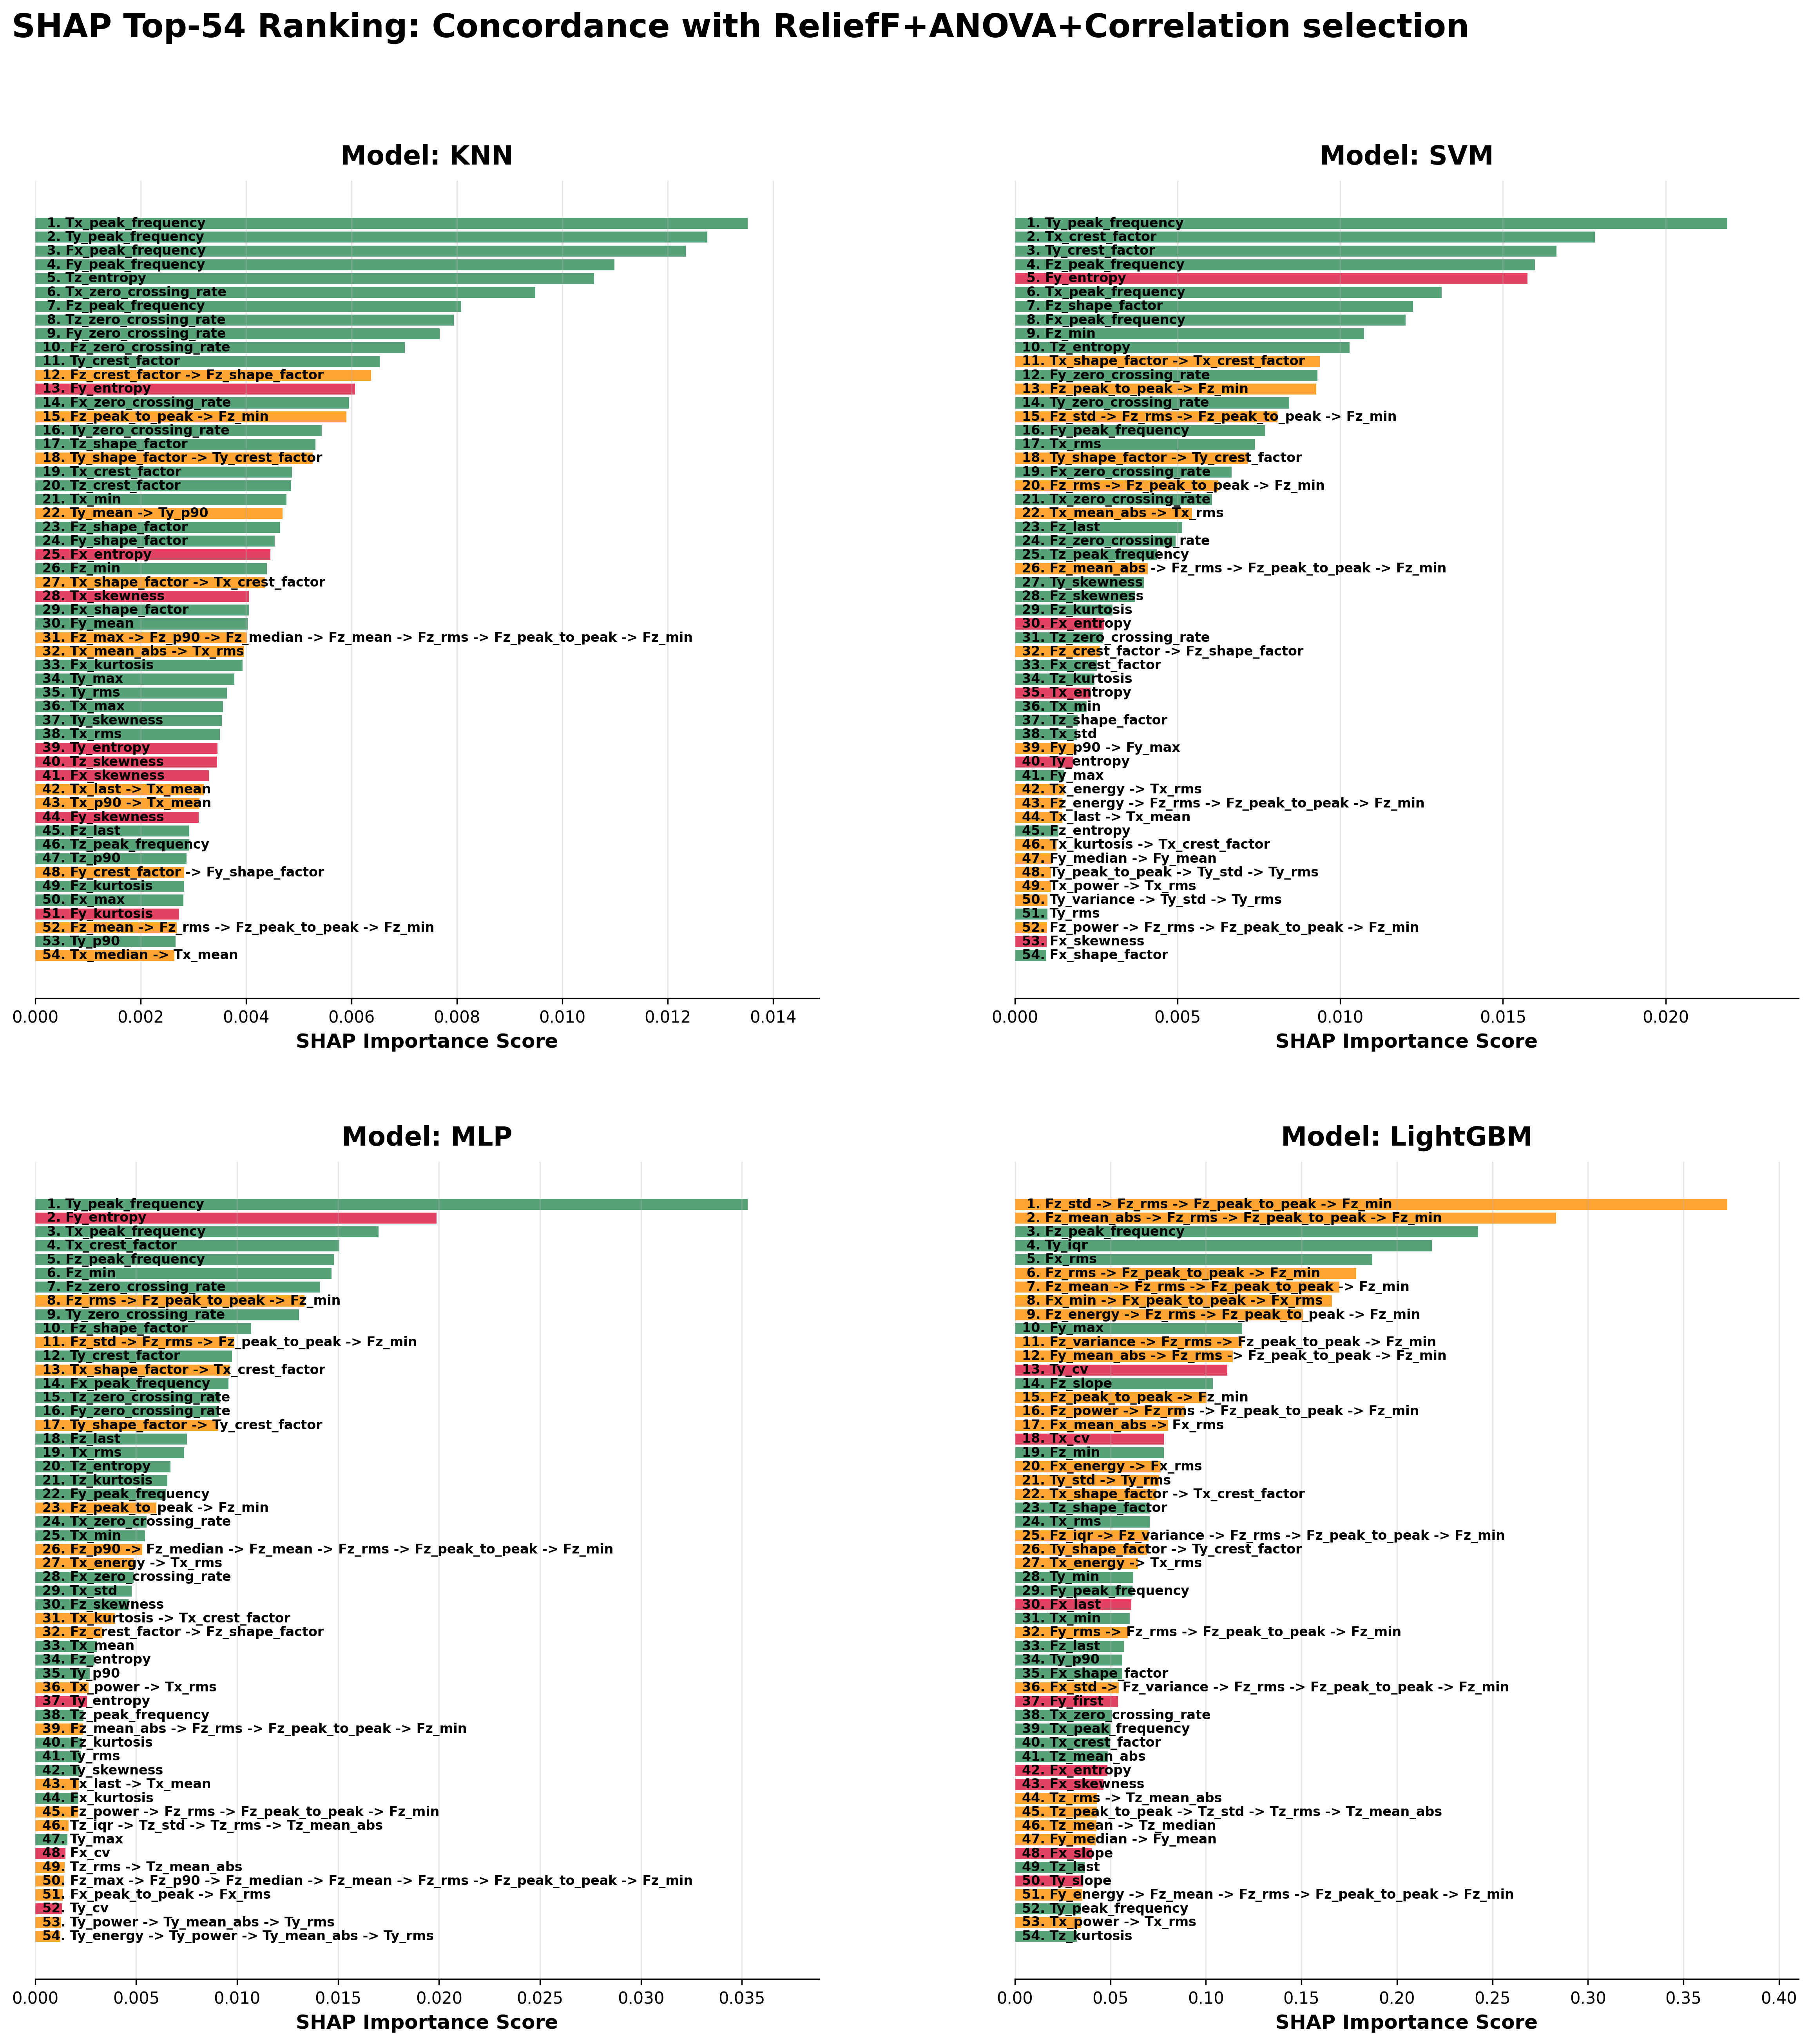 SHAP Top-54 Ranking: Concordance with ReliefF+ANOVA+Correlation selection
Model: KNN
1. Tx_peak_frequency
2. Ty_peak_frequency
3. Fx_peak_frequency
4. Fy_peak_frequency
5. Tz_entropy
6. Tx_zero_crossing_rate
7. Fz_peak_frequency
8. Tz_zero_crossing_rate
9. Fy_zero_crossing_rate
10. Fz_zero_crossing_rate
11. Ty_crest_factor
12. Fz_crest_factor -> Fz_shape_factor
13. Fy_entropy
14. Fx_zero_crossing_rate
15. Fz_peak_to_peak -> Fz_min
16. Ty_zero_crossing_rate
17. Tz_shape_factor
18. Ty_shape_factor -> Ty_crest_factor
19. Tx_crest_factor
20. Tz_crest_factor
21. Tx_min
22. Ty_mean -> Ty_p90
23. Fz_shape_factor
24. Fy_shape_factor
25. Fx_entropy
26. Fz_min
27. Tx_shape_factor -> Tx_crest_factor
28. Tx_skewness
29. Fx_shape_factor
30. Fy_mean
31. Fz_max -> Fz_p90 -> Fz_median -> Fz_mean -> Fz_rms -> Fz_peak_to_peak -> Fz_min
32. Tx_mean_abs -> Tx_rms
33. Fx_kurtosis
34. Ty_max
35. Ty_rms
36. Tx_max
37. Ty_skewness
38. Tx_rms
39. Ty_entropy
40. Tz_skewness
41. Fx_skewness
42. Tx_last -> Tx_mean
43. Tx_p90 -> Tx_mean
44. Fy_skewness
45. Fz_last
46. Tz_peak_frequency
47. Tz_p90
48. Fy_crest_factor -> Fy_shape_factor
49. Fz_kurtosis
50. Fx_max
51. Fy_kurtosis
52. Fz_mean -> Fz_rms -> Fz_peak_to_peak -> Fz_min
53. Ty_p90
54. Tx_median -> Tx_mean
0.000 0.002 0.004 0.006 0.008 0.010 0.012 0.014
SHAP Importance Score
Model: SVM
1. Ty_peak_frequency
2. Tx_crest_factor
3. Ty_crest_factor
4. Fz_peak_frequency
5. Fy_entropy
6. Tx_peak_frequency
7. Fz_shape_factor
8. Fx_peak_frequency
9. Fz_min
10. Tz_entropy
11. Tx_shape_factor -> Tx_crest_factor
12. Fy_zero_crossing_rate
13. Fz_peak_to_peak -> Fz_min
14. Ty_zero_crossing_rate
15. Fz_std -> Fz_rms -> Fz_peak_to_peak -> Fz_min
16. Fy_peak_frequency
17. Tx_rms
18. Ty_shape_factor -> Ty_crest_factor
19. Fx_zero_crossing_rate
20. Fz_rms -> Fz_peak_to_peak -> Fz_min
21. Tx_zero_crossing_rate
22. Tx_mean_abs -> Tx_rms
23. Fz_last
24. Fz_zero_crossing_rate
25. Tz_peak_frequency
26. Fz_mean_abs -> Fz_rms -> Fz_peak_to_peak -> Fz_min
27. Ty_skewness
28. Fz_skewness
29. Fz_kurtosis
30. Fx_entropy
31. Tz_zero_crossing_rate
32. Fz_crest_factor -> Fz_shape_factor
33. Fx_crest_factor
34. Tz_kurtosis
35. Tx_entropy
36. Tx_min
37. Tz_shape_factor
38. Tx_std
39. Fy_p90 -> Fy_max
40. Ty_entropy
41. Fy_max
42. Tx_energy -> Tx_rms
43. Fz_energy -> Fz_rms -> Fz_peak_to_peak -> Fz_min
44. Tx_last -> Tx_mean
45. Fz_entropy
46. Tx_kurtosis -> Tx_crest_factor
47. Fy_median -> Fy_mean
48. Ty_peak_to_peak -> Ty_std -> Ty_rms
49. Tx_power -> Tx_rms
50. Ty_variance -> Ty_std -> Ty_rms
51. Ty_rms
52. Fz_power -> Fz_rms -> Fz_peak_to_peak -> Fz_min
53. Fx_skewness
54. Fx_shape_factor
0.000 0.005 0.010 0.015 0.020
SHAP Importance Score
Model: MLP
1. Ty_peak_frequency
2. Fy_entropy
3. Tx_peak_frequency
4. Tx_crest_factor
5. Fz_peak_frequency
6. Fz_min
7. Fz_zero_crossing_rate
8. Fz_rms -> Fz_peak_to_peak -> Fz_min
9. Ty_zero_crossing_rate
10. Fz_shape_factor
11. Fz_std -> Fz_rms -> Fz_peak_to_peak -> Fz_min
12. Ty_crest_factor
13. Tx_shape_factor -> Tx_crest_factor
14. Fx_peak_frequency
15. Tz_zero_crossing_rate
16. Fy_zero_crossing_rate
17. Ty_shape_factor -> Ty_crest_factor
18. Fz_last
19. Tx_rms
20. Tz_entropy
21. Tz_kurtosis
22. Fy_peak_frequency
23. Fz_peak_to_peak -> Fz_min
24. Tx_zero_crossing_rate
25. Tx_min
26. Fz_p90 -> Fz_median -> Fz_mean -> Fz_rms -> Fz_peak_to_peak -> Fz_min
27. Tx_energy -> Tx_rms
28. Fx_zero_crossing_rate
29. Tx_std
30. Fz_skewness
31. Tx_kurtosis -> Tx_crest_factor
32. Fz_crest_factor -> Fz_shape_factor
33. Tx_mean
34. Fz_entropy
35. Ty_p90
36. Tx_power -> Tx_rms
37. Ty_entropy
38. Tz_peak_frequency
39. Fz_mean_abs -> Fz_rms -> Fz_peak_to_peak -> Fz_min
40. Fz_kurtosis
41. Ty_rms
42. Ty_skewness
43. Tx_last -> Tx_mean
44. Fx_kurtosis
45. Fz_power -> Fz_rms -> Fz_peak_to_peak -> Fz_min
46. Tz_iqr -> Tz_std -> Tz_rms -> Tz_mean_abs
47. Ty_max
48. Fx_cv
49. Tz_rms -> Tz_mean_abs
50. Fz_max -> Fz_p90 -> Fz_median -> Fz_mean -> Fz_rms -> Fz_peak_to_peak -> Fz_min
51. Fx_peak_to_peak -> Fx_rms
52. Ty_cv
53. Ty_power -> Ty_mean_abs -> Ty_rms
54. Ty_energy -> Ty_power -> Ty_mean_abs -> Ty_rms
0.000 0.005 0.010 0.015 0.020 0.025 0.030 0.035
SHAP Importance Score
Model: LightGBM
1. Fz_std -> Fz_rms -> Fz_peak_to_peak -> Fz_min
2. Fz_mean_abs -> Fz_rms -> Fz_peak_to_peak -> Fz_min
3. Fz_peak_frequency
4. Ty_iqr
5. Fx_rms
6. Fz_rms -> Fz_peak_to_peak -> Fz_min
7. Fz_mean -> Fz_rms -> Fz_peak_to_peak -> Fz_min
8. Fx_min -> Fx_peak_to_peak -> Fx_rms
9. Fz_energy -> Fz_rms -> Fz_peak_to_peak -> Fz_min
10. Fy_max
11. Fz_variance -> Fz_rms -> Fz_peak_to_peak -> Fz_min
12. Fy_mean_abs -> Fz_rms -> Fz_peak_to_peak -> Fz_min
13. Ty_cv
14. Fz_slope
15. Fz_peak_to_peak -> Fz_min
16. Fz_power -> Fz_rms -> Fz_peak_to_peak -> Fz_min
17. Fx_mean_abs -> Fx_rms
18. Tx_cv
19. Fz_min
20. Fx_energy -> Fx_rms
21. Ty_std -> Ty_rms
22. Tx_shape_factor -> Tx_crest_factor
23. Tz_shape_factor
24. Tx_rms
25. Fz_iqr -> Fz_variance -> Fz_rms -> Fz_peak_to_peak -> Fz_min
26. Ty_shape_factor -> Ty_crest_factor
27. Tx_energy -> Tx_rms
28. Ty_min
29. Fy_peak_frequency
30. Fx_last
31. Tx_min
32. Fy_rms -> Fz_rms -> Fz_peak_to_peak -> Fz_min
33. Fz_last
34. Ty_p90
35. Fx_shape_factor
36. Fx_std -> Fz_variance -> Fz_rms -> Fz_peak_to_peak -> Fz_min
37. Fy_first
38. Tx_zero_crossing_rate
39. Tx_peak_frequency
40. Tx_crest_factor
41. Tz_mean_abs
42. Fx_entropy
43. Fx_skewness
44. Tz_rms -> Tz_mean_abs
45. Tz_peak_to_peak -> Tz_std -> Tz_rms -> Tz_mean_abs
46. Tz_mean -> Tz_median
47. Fy_median -> Fy_mean
48. Fx_slope
49. Tz_last
50. Ty_slope
51. Fy_energy -> Fz_mean -> Fz_rms -> Fz_peak_to_peak -> Fz_min
52. Ty_peak_frequency
53. Tx_power -> Tx_rms
54. Tz_kurtosis
0.00 0.05 0.10 0.15 0.20 0.25 0.30 0.35 0.40
SHAP Importance Score